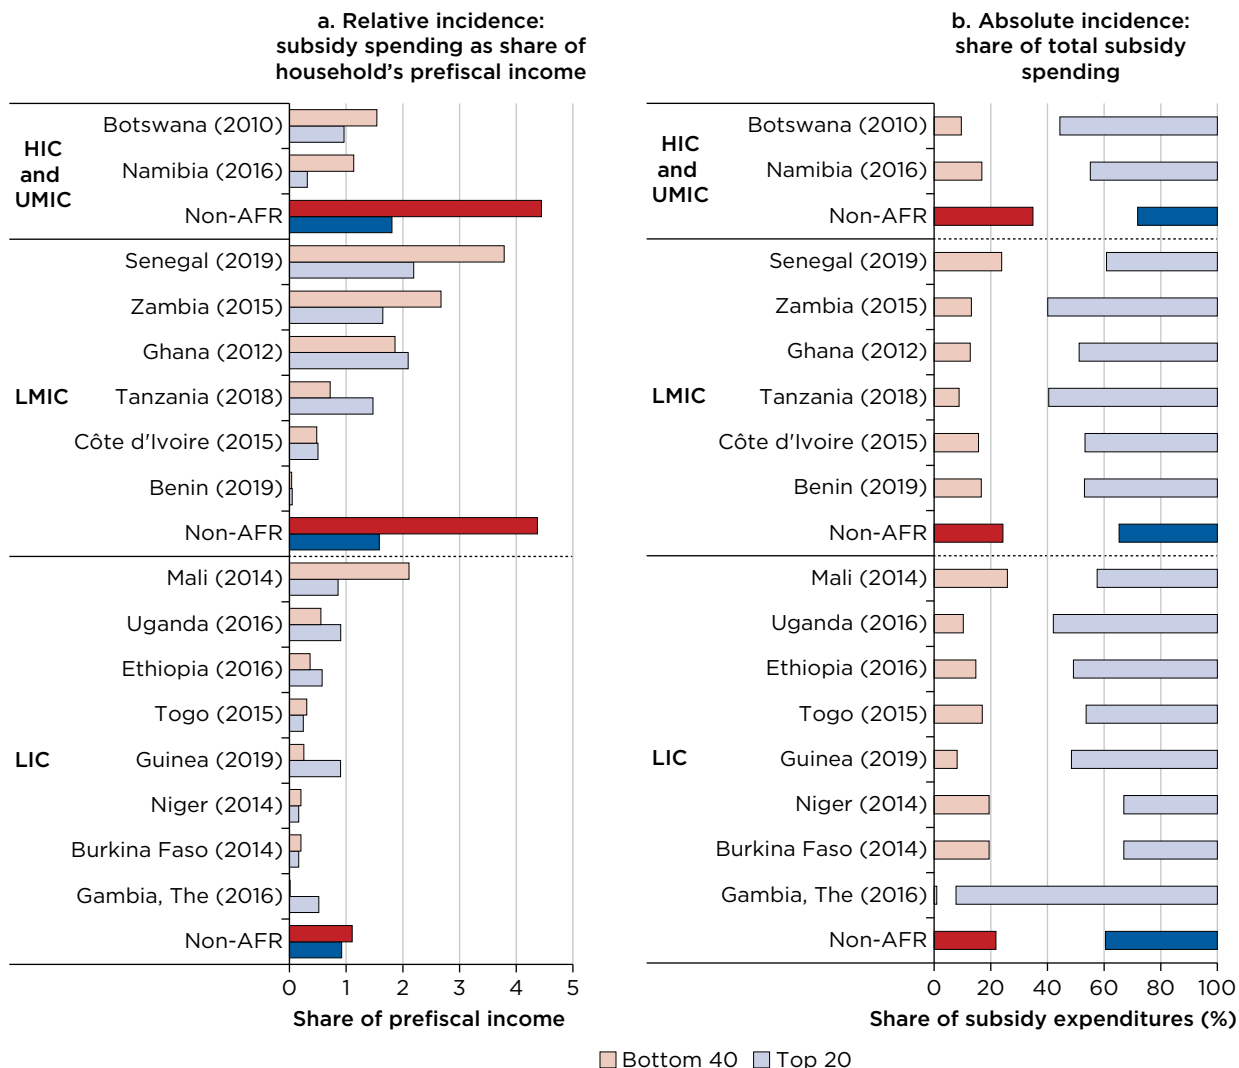 a. Relative incidence:
subsidy spending as share of
household's prefiscal income
HIC
and
UMIC
Botswana (2010)
Namibia (2016)
Non-AFR
LMIC
Senegal (2019)
Zambia (2015)
Ghana (2012)
Tanzania (2018)
Côte d'Ivoire (2015)
Benin (2019)
Non-AFR
LIC
Mali (2014)
Uganda (2016)
Ethiopia (2016)
Togo (2015)
Guinea (2019)
Niger (2014)
Burkina Faso (2014)
Gambia, The (2016)
Non-AFR
0 1 2 3 4 5
Share of prefiscal income
b. Absolute incidence:
share of total subsidy
spending
HIC
and
UMIC
Botswana (2010)
Namibia (2016)
Non-AFR
LMIC
Senegal (2019)
Zambia (2015)
Ghana (2012)
Tanzania (2018)
Côte d'Ivoire (2015)
Benin (2019)
Non-AFR
LIC
Mali (2014)
Uganda (2016)
Ethiopia (2016)
Togo (2015)
Guinea (2019)
Niger (2014)
Burkina Faso (2014)
Gambia, The (2016)
Non-AFR
0 20 40 60 80 100
Share of subsidy expenditures (%)
Bottom 40 Top 20